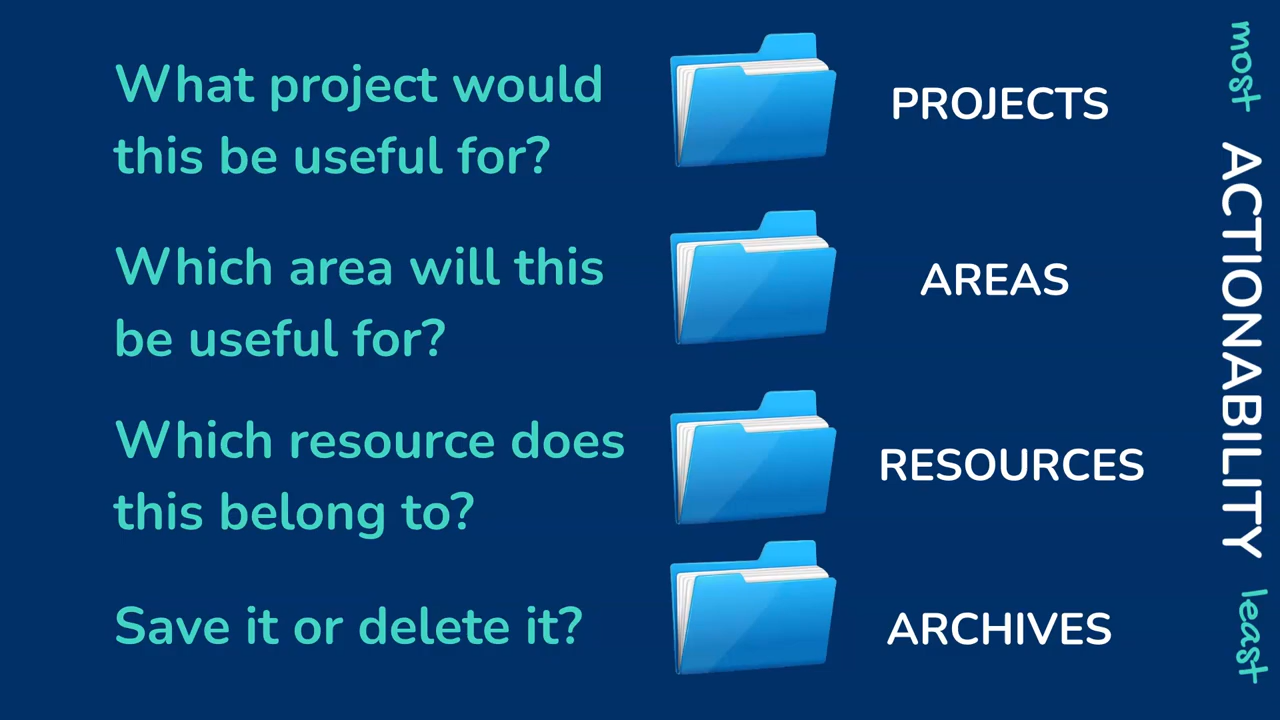 What project would
this be useful for?
PROJECTS
Which area will this
be useful for?
AREAS
Which resource does
this belong to?
RESOURCES
Save it or delete it?
ARCHIVES
most
ACTIONABILITY
least